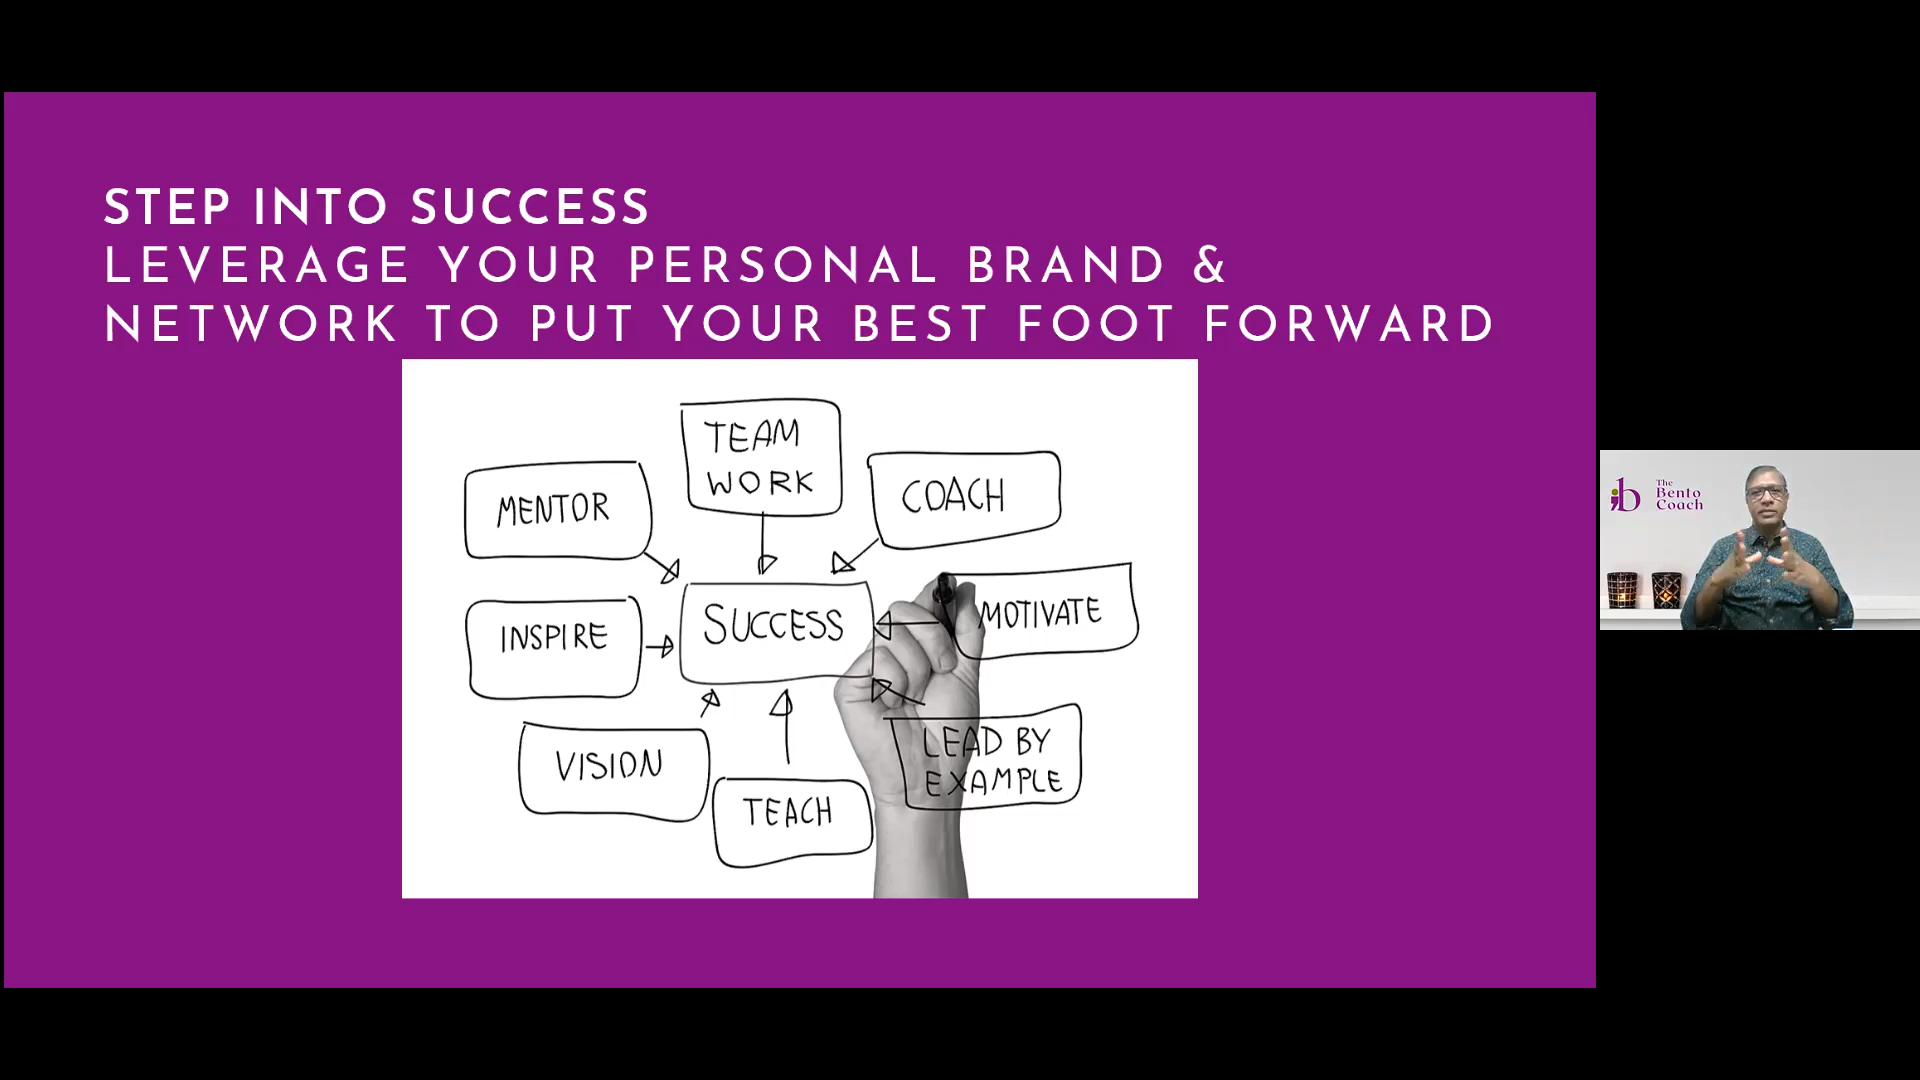 STEP INTO SUCCESS
LEVERAGE YOUR PERSONAL BRAND &
NETWORK TO PUT YOUR BEST FOOT FORWARD
TEAM
WORK
MENTOR
COACH
INSPIRE
SUCCESS
MOTIVATE
VISION
TEACH
LEAD BY
EXAMPLE
b
The
Bento
Coach